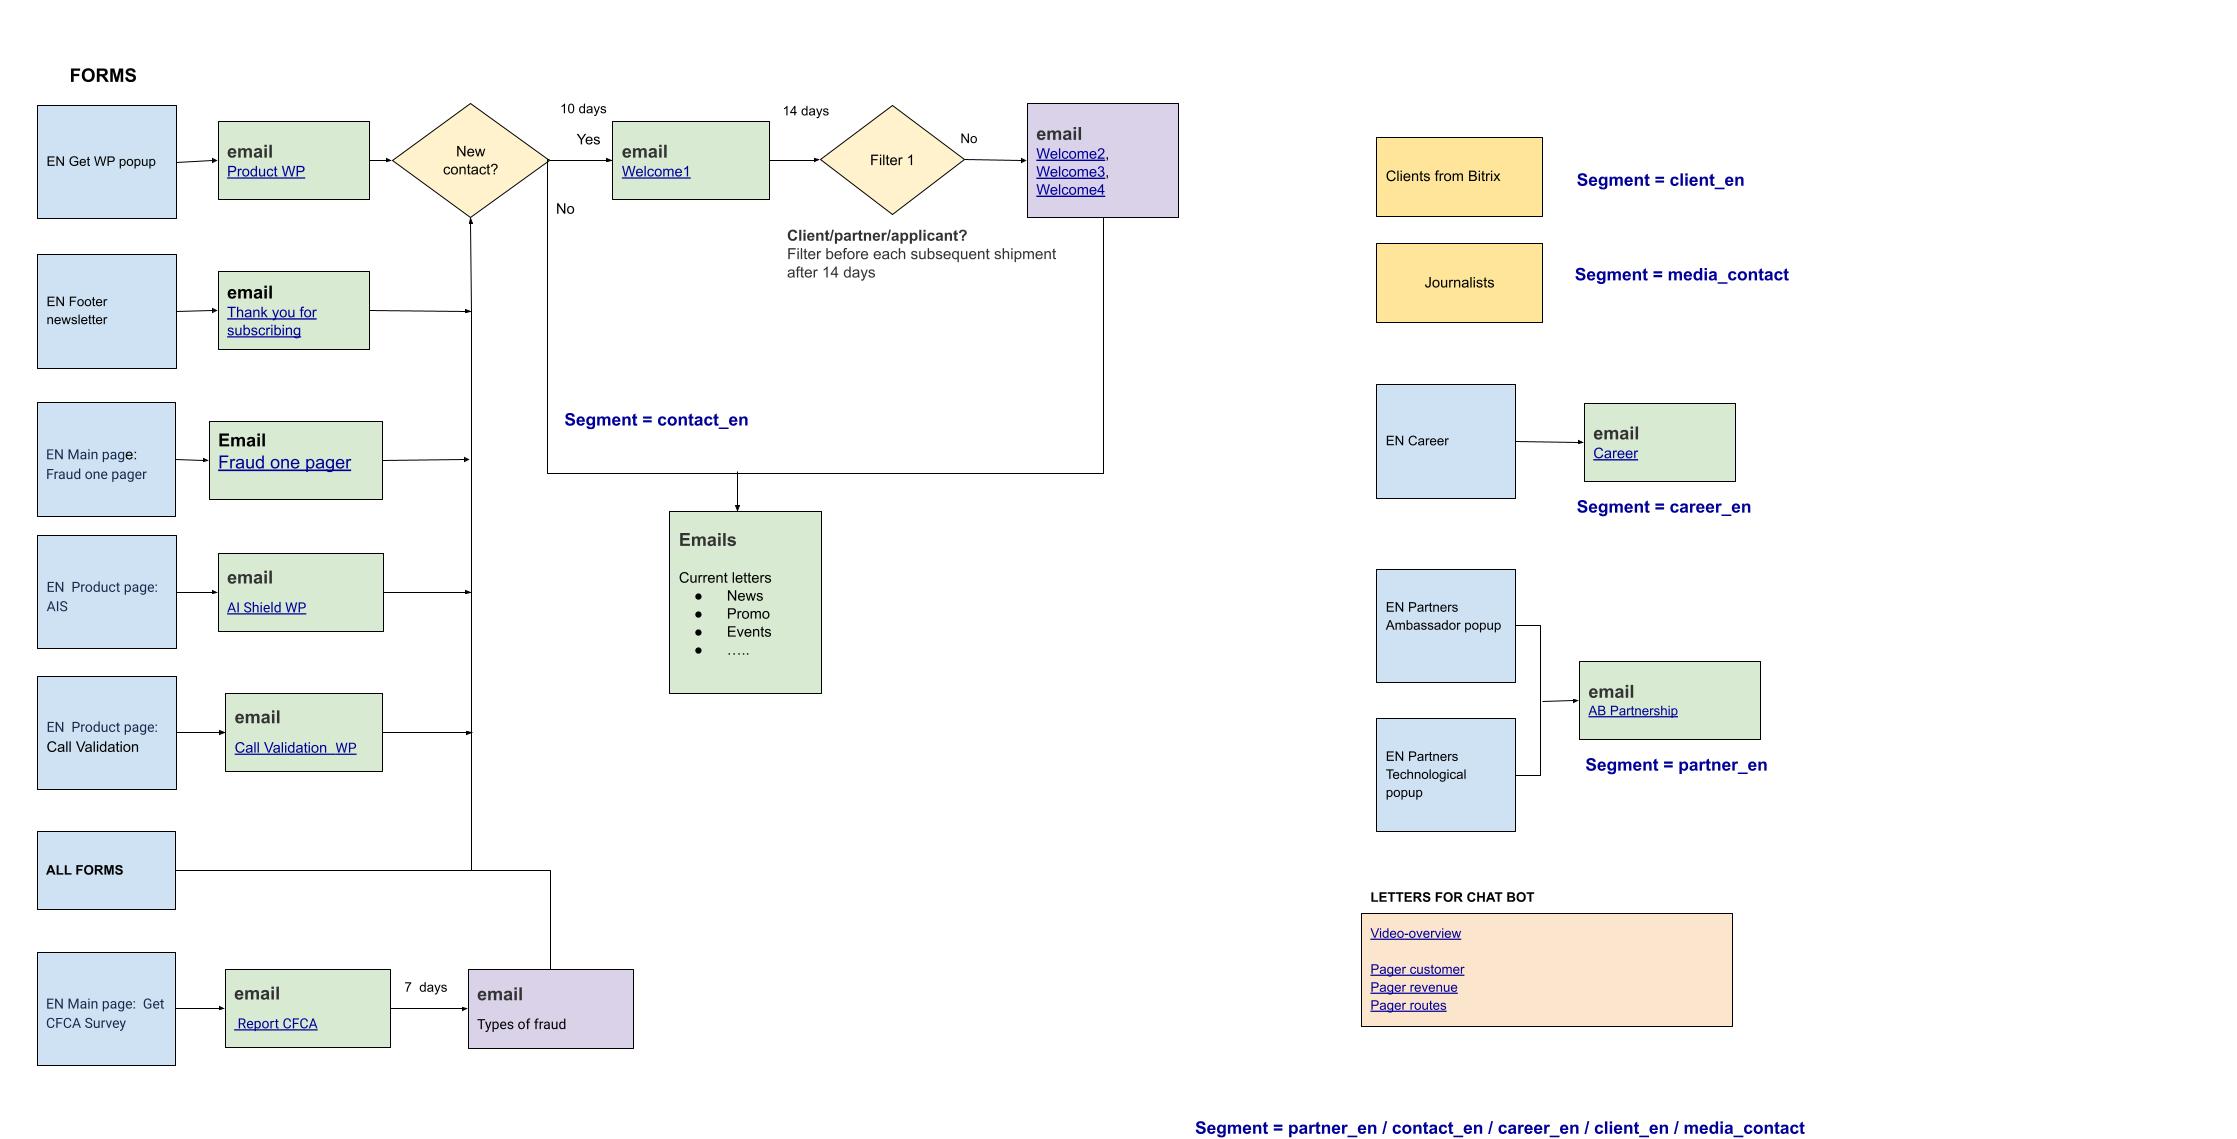 FORMS
EN Get WP popup
email
Product WP
New
contact?
10 days
Yes
No
email
Welcome1
14 days
Filter 1
No
email
Welcome2,
Welcome3,
Welcome4
Client/partner/applicant?
Filter before each subsequent shipment
after 14 days
EN Footer
newsletter
email
Thank you for
subscribing
EN Main page:
Fraud one pager
Email
Fraud one pager
Segment = contact_en
EN  Product page:
AIS
email
AI Shield WP
Emails
Current letters
● News
● Promo
● Events
● …..
EN  Product page:
Call Validation
email
Call Validation  WP
ALL FORMS
EN Main page:  Get
CFCA Survey
email
Report CFCA
7  days
email
Types of fraud
Clients from Bitrix
Segment = client_en
Journalists
Segment = media_contact
EN Career
email
Career
Segment = career_en
EN Partners
Ambassador popup
EN Partners
Technological
popup
email
AB Partnership
Segment = partner_en
LETTERS FOR CHAT BOT
Video-overview
Pager customer
Pager revenue
Pager routes
Segment = partner_en / contact_en / career_en / client_en / media_contact